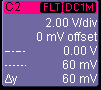 C2 FLT DC1M
2.00 V/div
0 mV offset
0.00 V
60 mV
Δy 60 mV